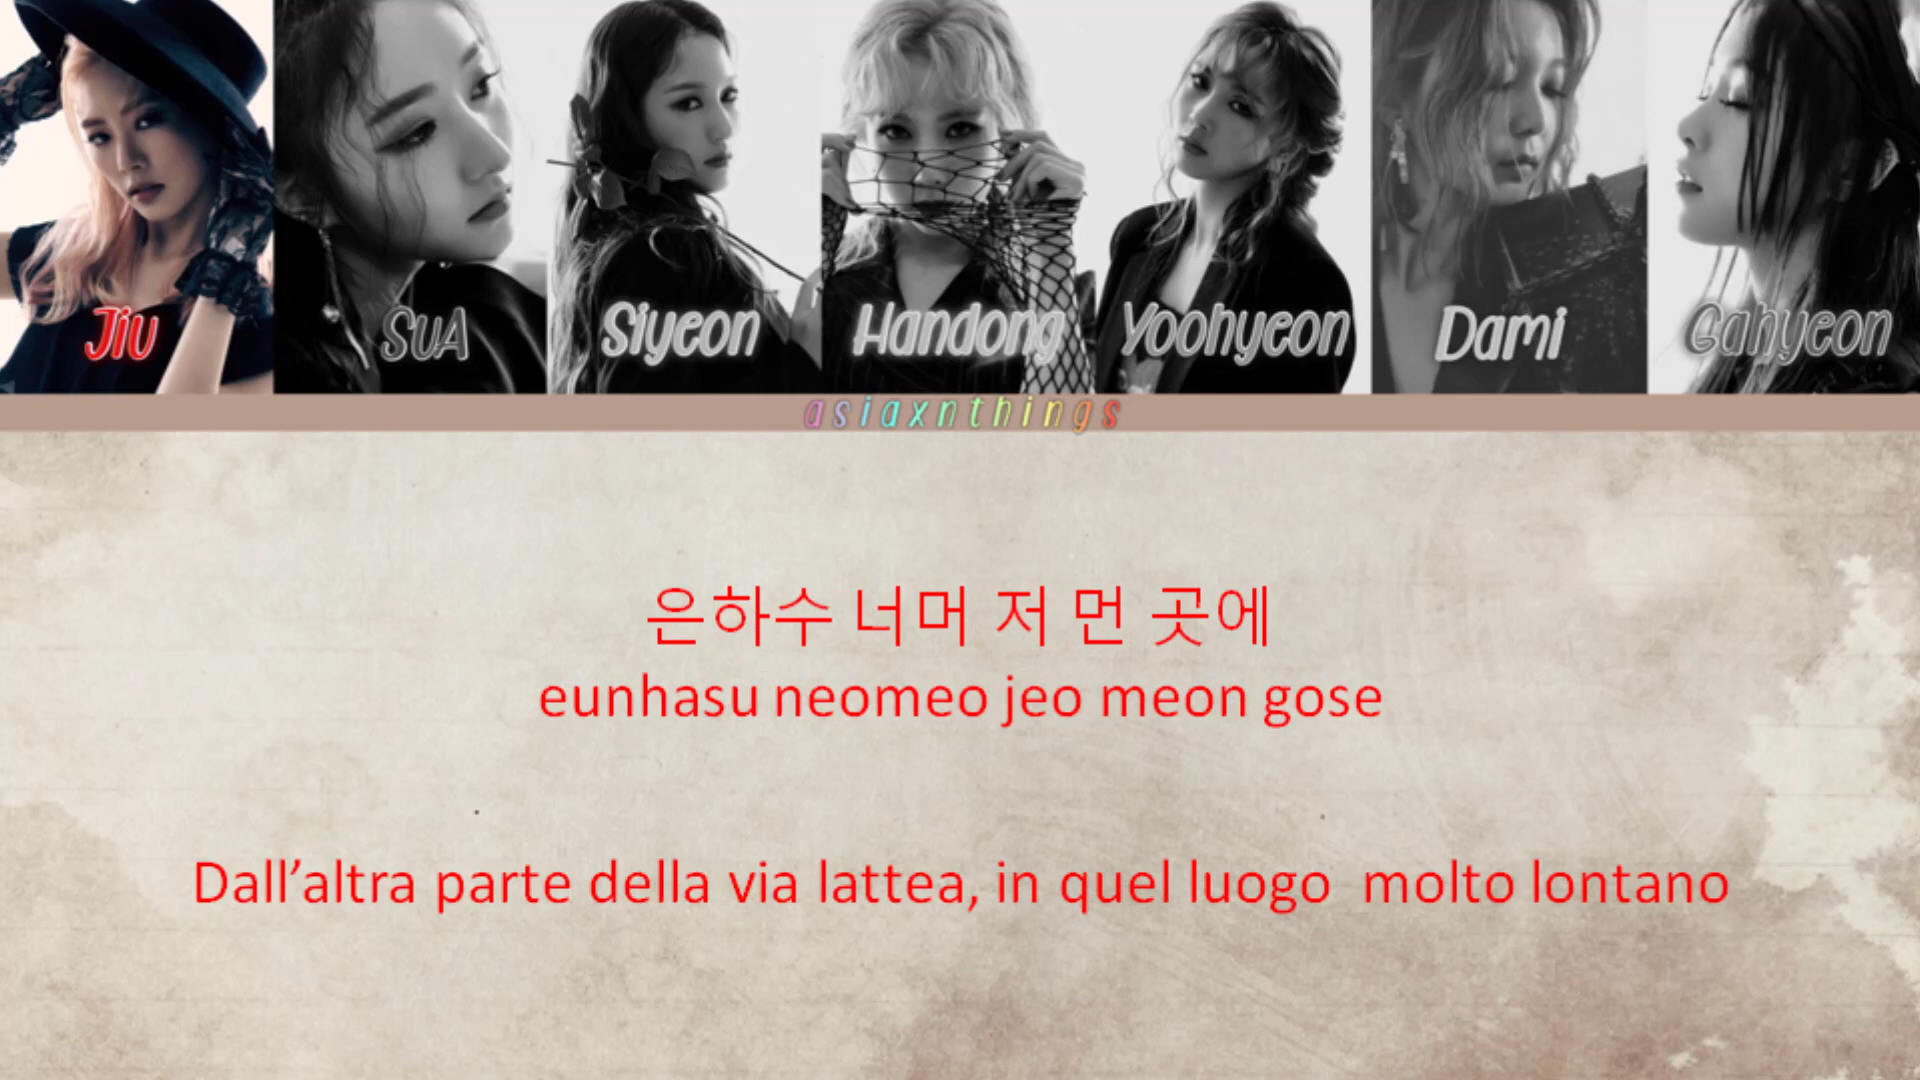 Jiu SuA Siyeon Handong Yoohyeon Dami Gahyeon
asiaxnthings
은하수 너머 저 먼 곳에
eunhasu neomeo jeo meon gose
Dall’altra parte della via lattea, in quel luogo  molto lontano